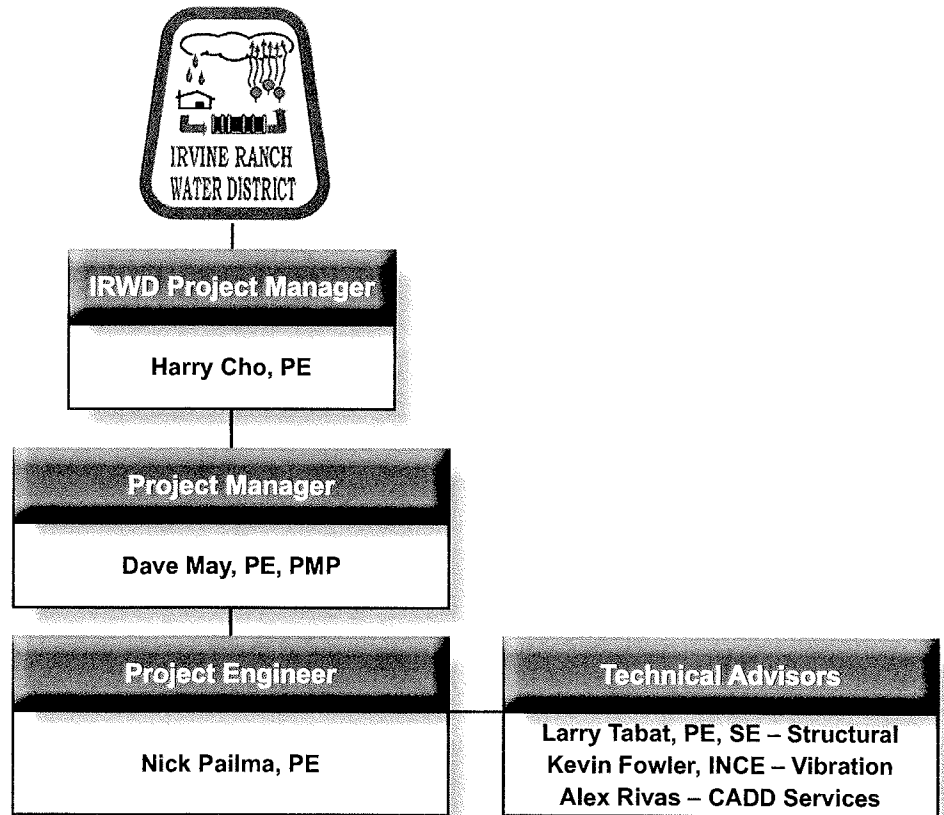 IRVINE RANCH
WATER DISTRICT
IRWD Project Manager
Harry Cho, PE
Project Manager
Dave May, PE, PMP
Project Engineer
Nick Pailma, PE
Technical Advisors
Larry Tabat, PE, SE – Structural
Kevin Fowler, INCE – Vibration
Alex Rivas – CADD Services